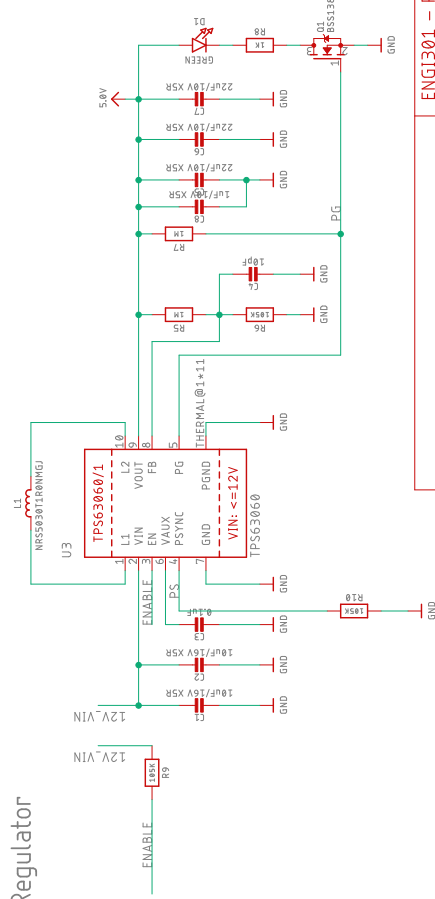 Regulator
ENABLE
R9
105K
12V_VIN
12V_VIN
C1
10uF/16V X5R
GND
C2
10uF/16V X5R
GND
C3
0.1uF
GND
R10
105K
GND
ENABLE
PS
GND
L1
NRS5030T1R0NMGJ
U3
TPS63060/1
1
2
3
6
4
7
L1
VIN
EN
VAUX
PSYNC
GND
L2
VOUT
FB
PG
PGND
10
9
8
5
THERMAL@1*11
VIN: <=12V
TPS63060
GND
R5
1M
R6
105K
GND
C4
10pF
GND
R7
1M
PG
C8
1uF/10V X5R
22uF/10V X5R
GND
C6
22uF/10V X5R
GND
C7
22uF/10V X5R
GND
5.0V
D1
GREEN
R8
1K
Q1
BSS138
3
2
1
GND
ENGI301 -